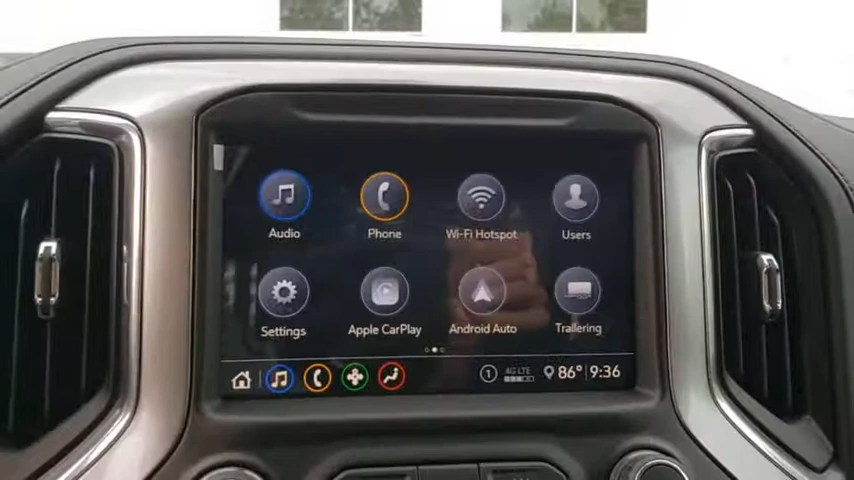 Audio Phone Wi-Fi Hotspot Users
Settings Apple CarPlay Android Auto Trailering
1 4G LTE 86° 9:36